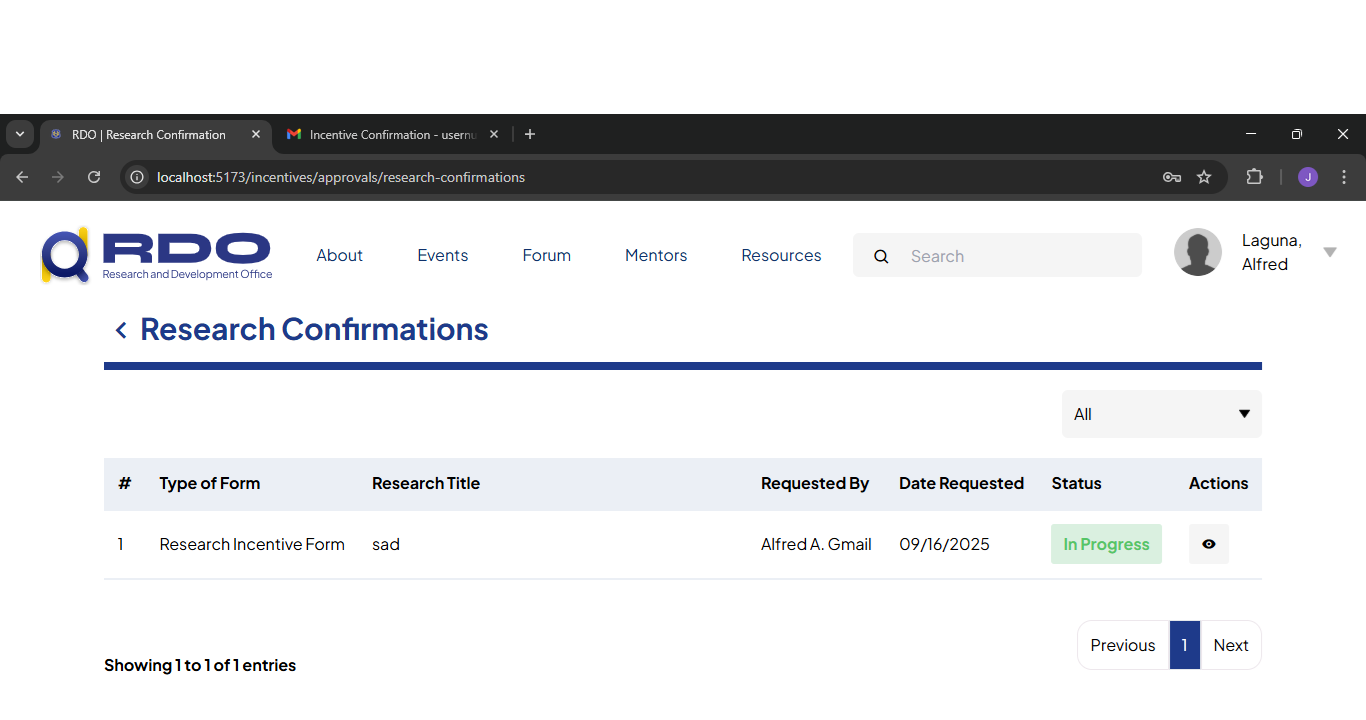 RDO | Research Confirmation
Incentive Confirmation - usernu
localhost:5173/incentives/approvals/research-confirmations
J
RDO
Research and Development Office
About Events Forum Mentors Resources Search
Laguna,
Alfred
Research Confirmations
All
# Type of Form Research Title Requested By Date Requested Status Actions
1 Research Incentive Form sad Alfred A. Gmail 09/16/2025 In Progress
Previous 1 Next
Showing 1 to 1 of 1 entries